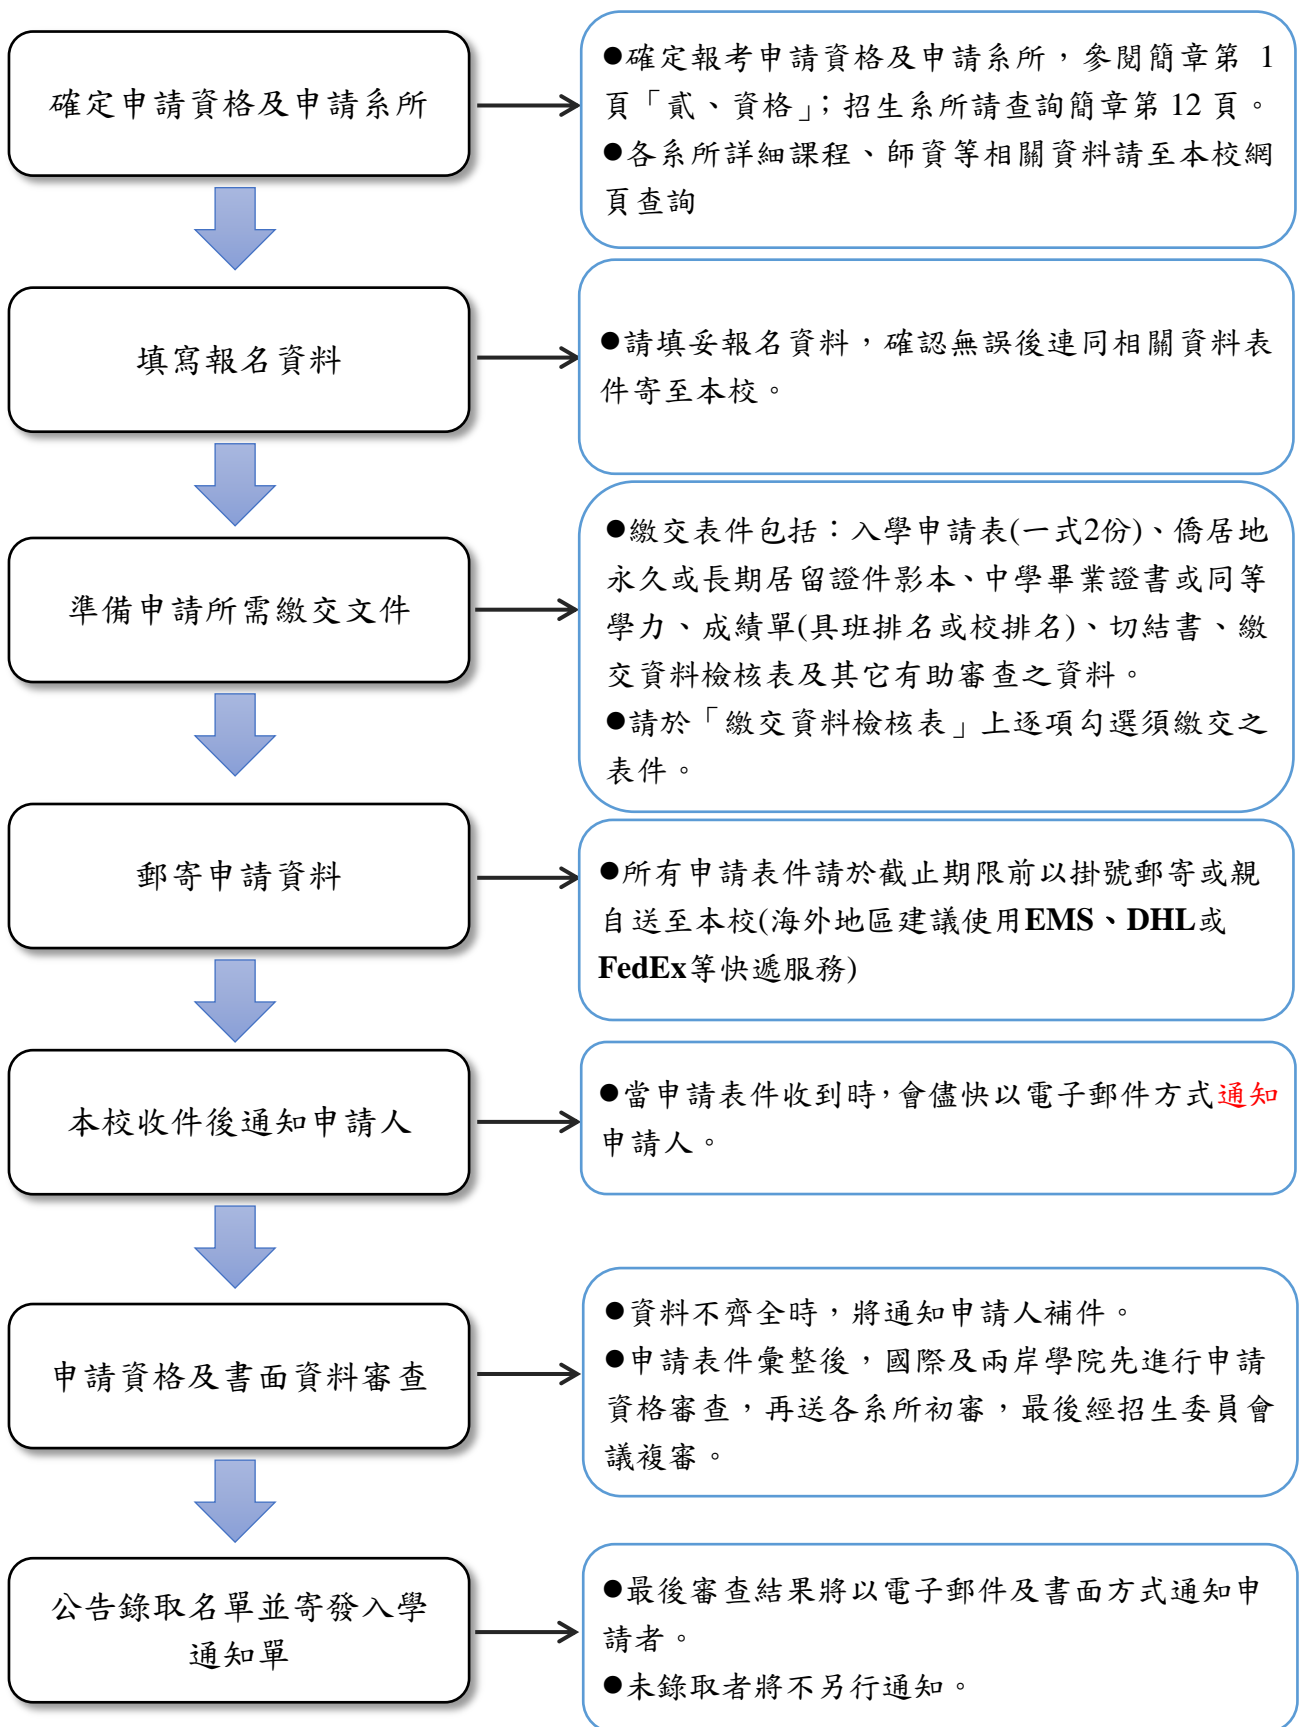 確定申請資格及申請系所
●確定報考申請資格及申請系所，參閱簡章第 1
頁「貳、資格」；招生系所請查詢簡章第 12 頁。
●各系所詳細課程、師資等相關資料請至本校網
頁查詢
填寫報名資料
●請填妥報名資料，確認無誤後連同相關資料表
件寄至本校。
準備申請所需繳交文件
●繳交表件包括：入學申請表(一式2份)、僑居地
永久或長期居留證件影本、中學畢業證書或同等
學力、成績單(具班排名或校排名)、切結書、繳
交資料檢核表及其它有助審查之資料。
●請於「繳交資料檢核表」上逐項勾選須繳交之
表件。
郵寄申請資料
●所有申請表件請於截止期限前以掛號郵寄或親
自送至本校(海外地區建議使用EMS、DHL或
FedEx等快遞服務)
本校收件後通知申請人
●當申請表件收到時，會儘快以電子郵件方式通知
申請人。
申請資格及書面資料審查
●資料不齊全時，將通知申請人補件。
●申請表件彙整後，國際及兩岸學院先進行申請
資格審查，再送各系所初審，最後經招生委員會
議複審。
公告錄取名單並寄發入學
通知單
●最後審查結果將以電子郵件及書面方式通知申
請者。
●未錄取者將不另行通知。